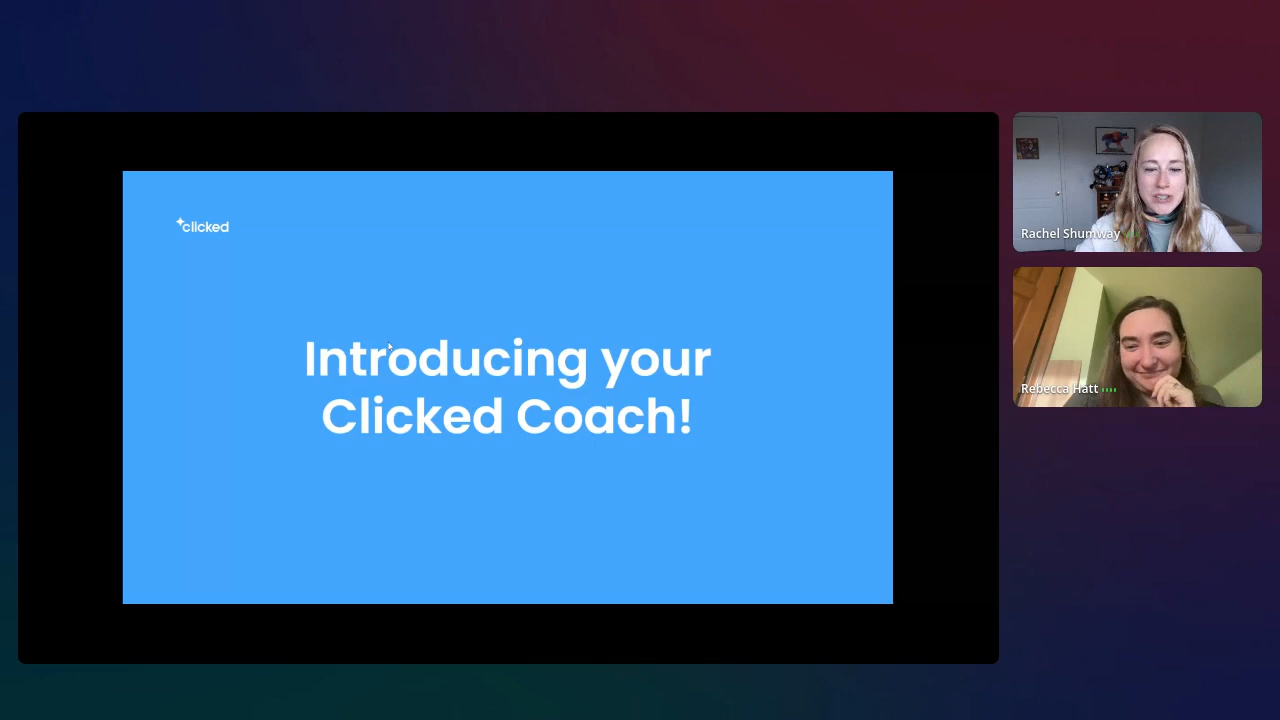 clicked
Introducing your
Clicked Coach!
Rachel Shumway
Rebecca Hatt